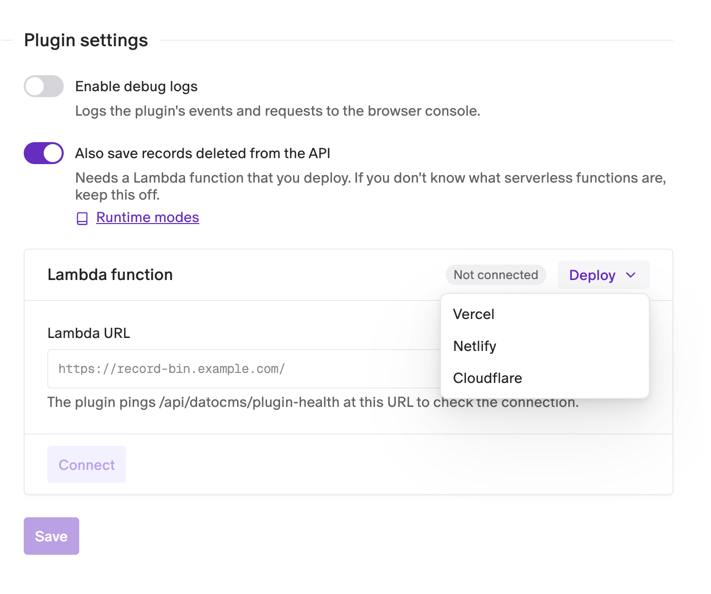 Plugin settings
Enable debug logs
Logs the plugin's events and requests to the browser console.
Also save records deleted from the API
Needs a Lambda function that you deploy. If you don't know what serverless functions are,
keep this off.
Runtime modes
Lambda function
Not connected
Deploy
Vercel
Netlify
Cloudflare
Lambda URL
https://record-bin.example.com/
The plugin pings /api/datocms/plugin-health at this URL to check the connection.
Connect
Save